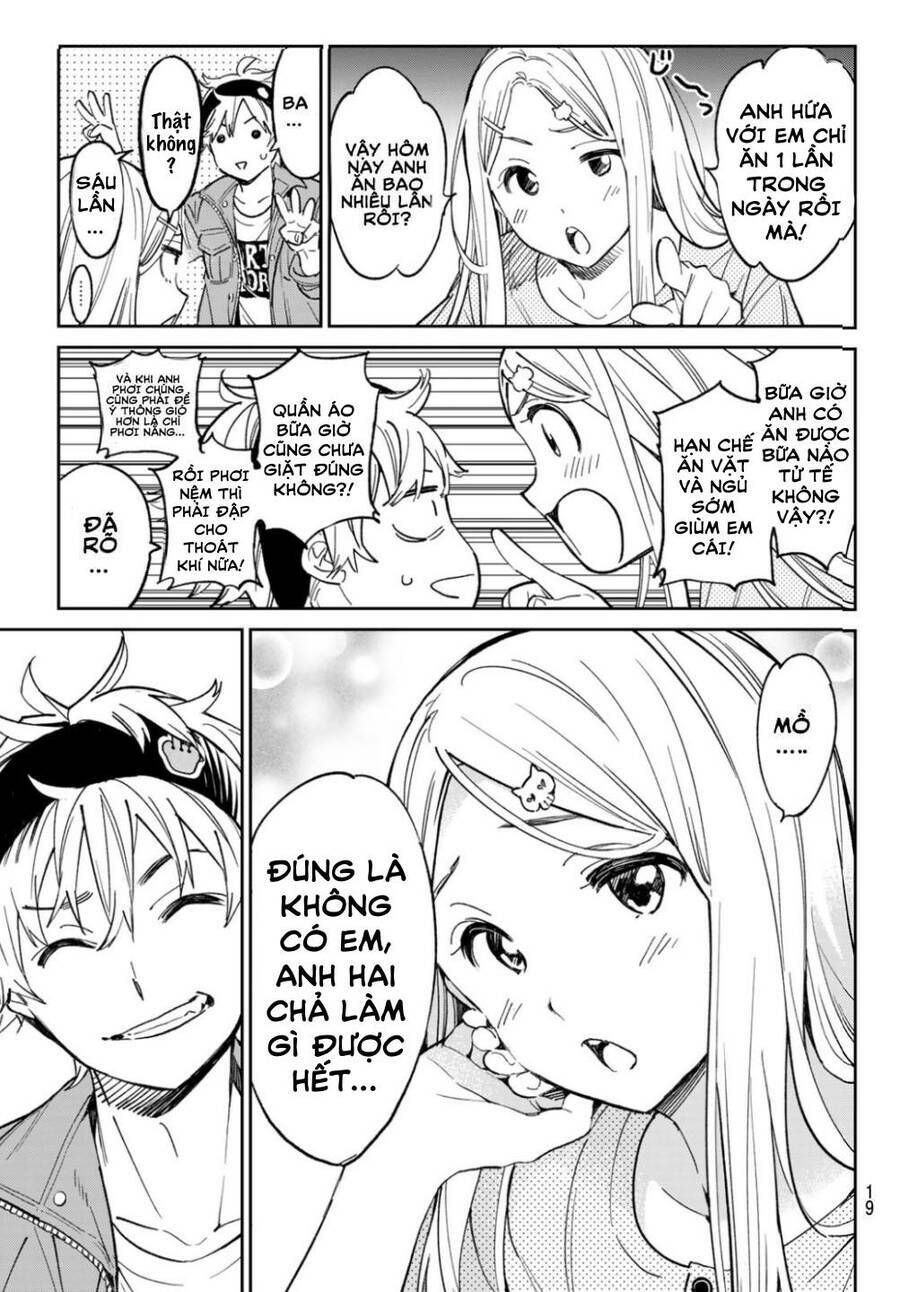 じーっ
ANH HỨA
VỚI EM CHỈ
ĂN 1 LẦN
TRONG
NGÀY RỒI
MÀ!
VẬY HÔM
NAY ANH
ĂN BAO
NHIÊU LẦN
RỒI?
BA
...
Thật
không
?
SÁU
LẦN
...
......
BỮA GIỜ
ANH CÓ
ĂN ĐƯỢC
BỮA NÀO
TỬ TẾ
KHÔNG
VẬY?!
HẠN CHẾ
ĂN VẶT
VÀ NGỦ
SỚM
GIÙM EM
CÁI!
QUẦN ÁO
BỮA GIỜ
CŨNG CHƯA
GIẶT ĐÚNG
KHÔNG?!
RỒI PHƠI
NỆM THÌ
PHẢI ĐẬP
CHO
THOÁT
KHÍ NỮA!
VÀ KHI ANH
PHƠI CHÚNG
CŨNG PHẢI ĐỂ
Ý THÔNG GIÓ
HƠN LÀ CHỈ
PHƠI NẮNG...
ĐÃ
RÕ
...
MỒ
.....
ĐÚNG LÀ
KHÔNG
CÓ EM,
ANH HAI
CHẢ LÀM
GÌ ĐƯỢC
HẾT...
19